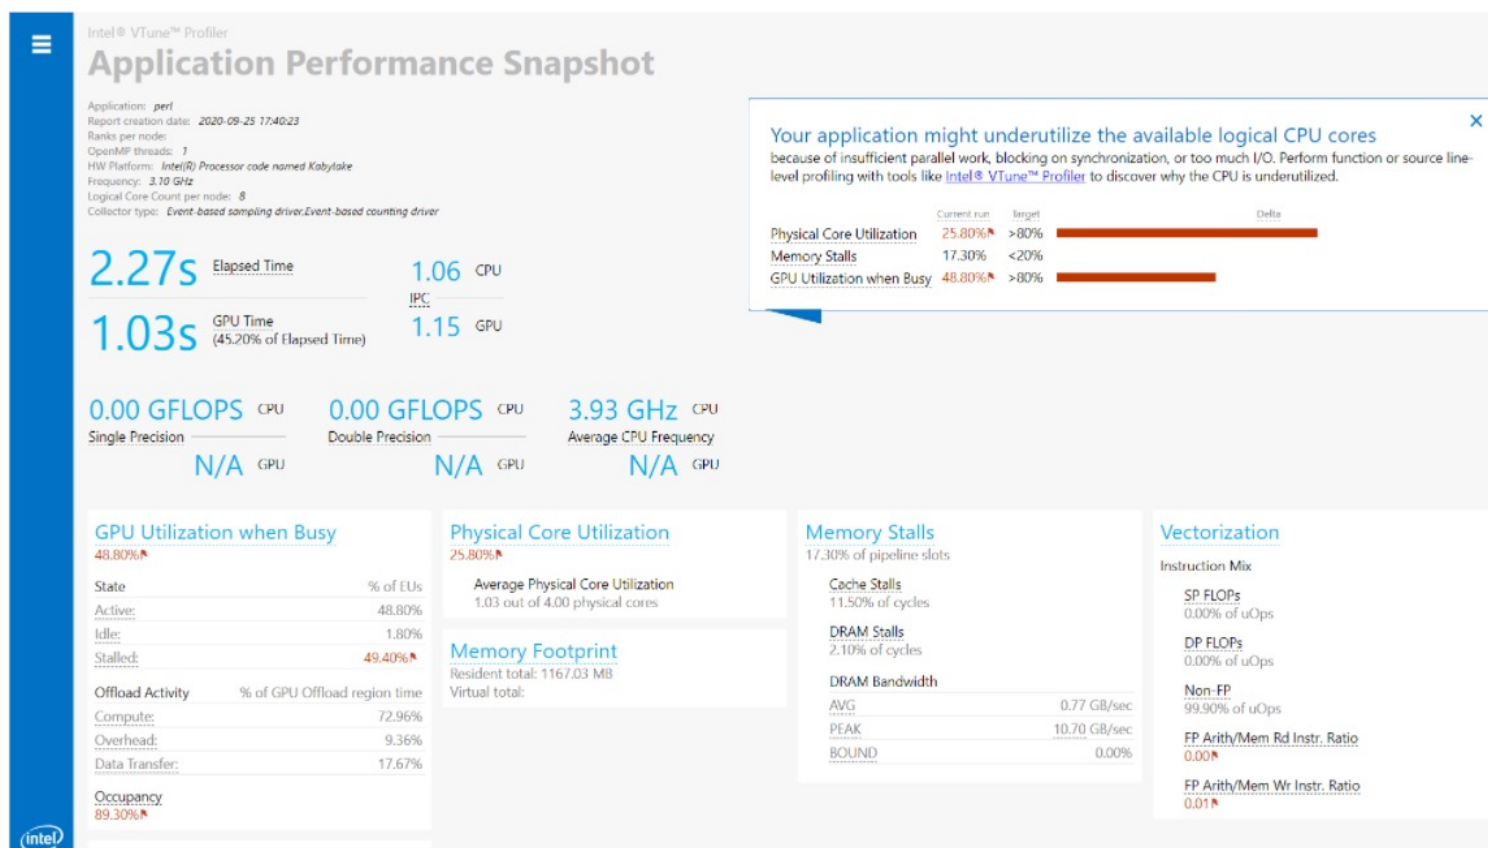 Intel® VTune™ Profiler
Application Performance Snapshot
Application: perl
Report creation date: 2020-09-25 17:40:23
Ranks per node:
OpenMP threads: 1
HW Platform: Intel(R) Processor code named Kabylake
Frequency: 3.10 GHz
Logical Core Count per node: 8
Collector type: Event-based sampling driver,Event-based counting driver
Your application might underutilize the available logical CPU cores
because of insufficient parallel work, blocking on synchronization, or too much I/O. Perform function or source line-
level profiling with tools like Intel® VTune™ Profiler to discover why the CPU is underutilized.
Current run Target Delta
Physical Core Utilization 25.80% >80%
Memory Stalls 17.30% <20%
GPU Utilization when Busy 48.80% >80%
2.27s Elapsed Time
1.03s GPU Time
(45.20% of Elapsed Time)
1.06 CPU
IPC
1.15 GPU
0.00 GFLOPS CPU
Single Precision
N/A GPU
0.00 GFLOPS CPU
Double Precision
N/A GPU
3.93 GHz CPU
Average CPU Frequency
N/A GPU
GPU Utilization when Busy
48.80%
State % of EUs
Active: 48.80%
Idle: 1.80%
Stalled: 49.40%
Offload Activity % of GPU Offload region time
Compute: 72.96%
Overhead: 9.36%
Data Transfer: 17.67%
Occupancy
89.30%
Physical Core Utilization
25.80%
Average Physical Core Utilization
1.03 out of 4.00 physical cores
Memory Footprint
Resident total: 1167.03 MB
Virtual total:
Memory Stalls
17.30% of pipeline slots
Cache Stalls
11.50% of cycles
DRAM Stalls
2.10% of cycles
DRAM Bandwidth
AVG 0.77 GB/sec
PEAK 10.70 GB/sec
BOUND 0.00%
Vectorization
Instruction Mix
SP FLOPs
0.00% of uOps
DP FLOPs
0.00% of uOps
Non-FP
99.90% of uOps
FP Arith/Mem Rd Instr. Ratio
0.00
FP Arith/Mem Wr Instr. Ratio
0.01
intel